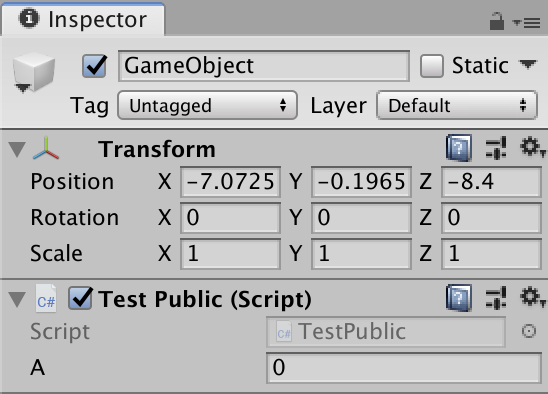 Inspector
GameObject Static
Tag Untagged Layer Default
Transform
Position X -7.0725 Y -0.1965 Z -8.4
Rotation X 0 Y 0 Z 0
Scale X 1 Y 1 Z 1
C# Test Public (Script)
Script C# TestPublic
A 0